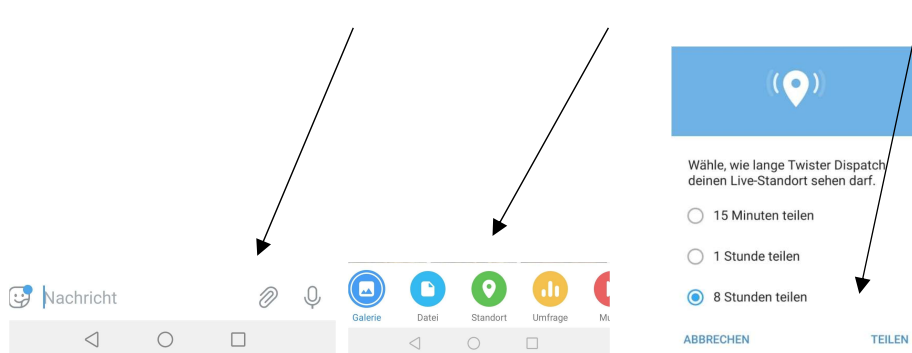 Nachricht
Galerie
Datei
Standort
Umfrage
Wähle, wie lange Twister Dispatch
deinen Live-Standort sehen darf.
15 Minuten teilen
1 Stunde teilen
8 Stunden teilen
ABBRECHEN
TEILEN